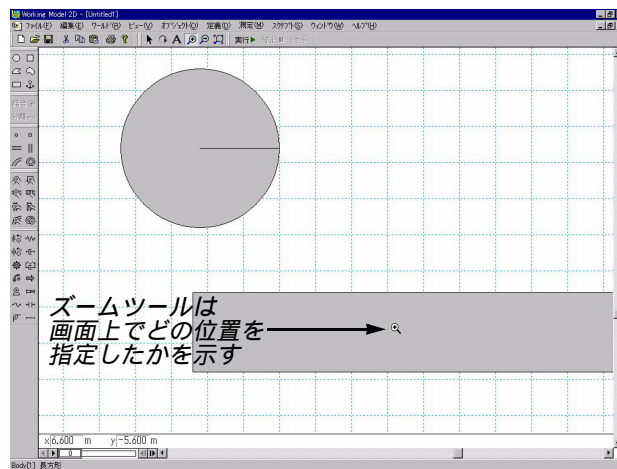 Working Model 2D - [Untitled1]
ファイル(F) 編集(E) ワールド(R) ビュー(V) オブジェクト(O) 定義(D) 測定(M) スクリプト(S) ウィンドウ(W) ヘルプ(H)
実行▶
ズームツールは
画面上でどの位置を
指定したかを示す
x 6.600 m y -5.600 m
0
Body[1] 長方形